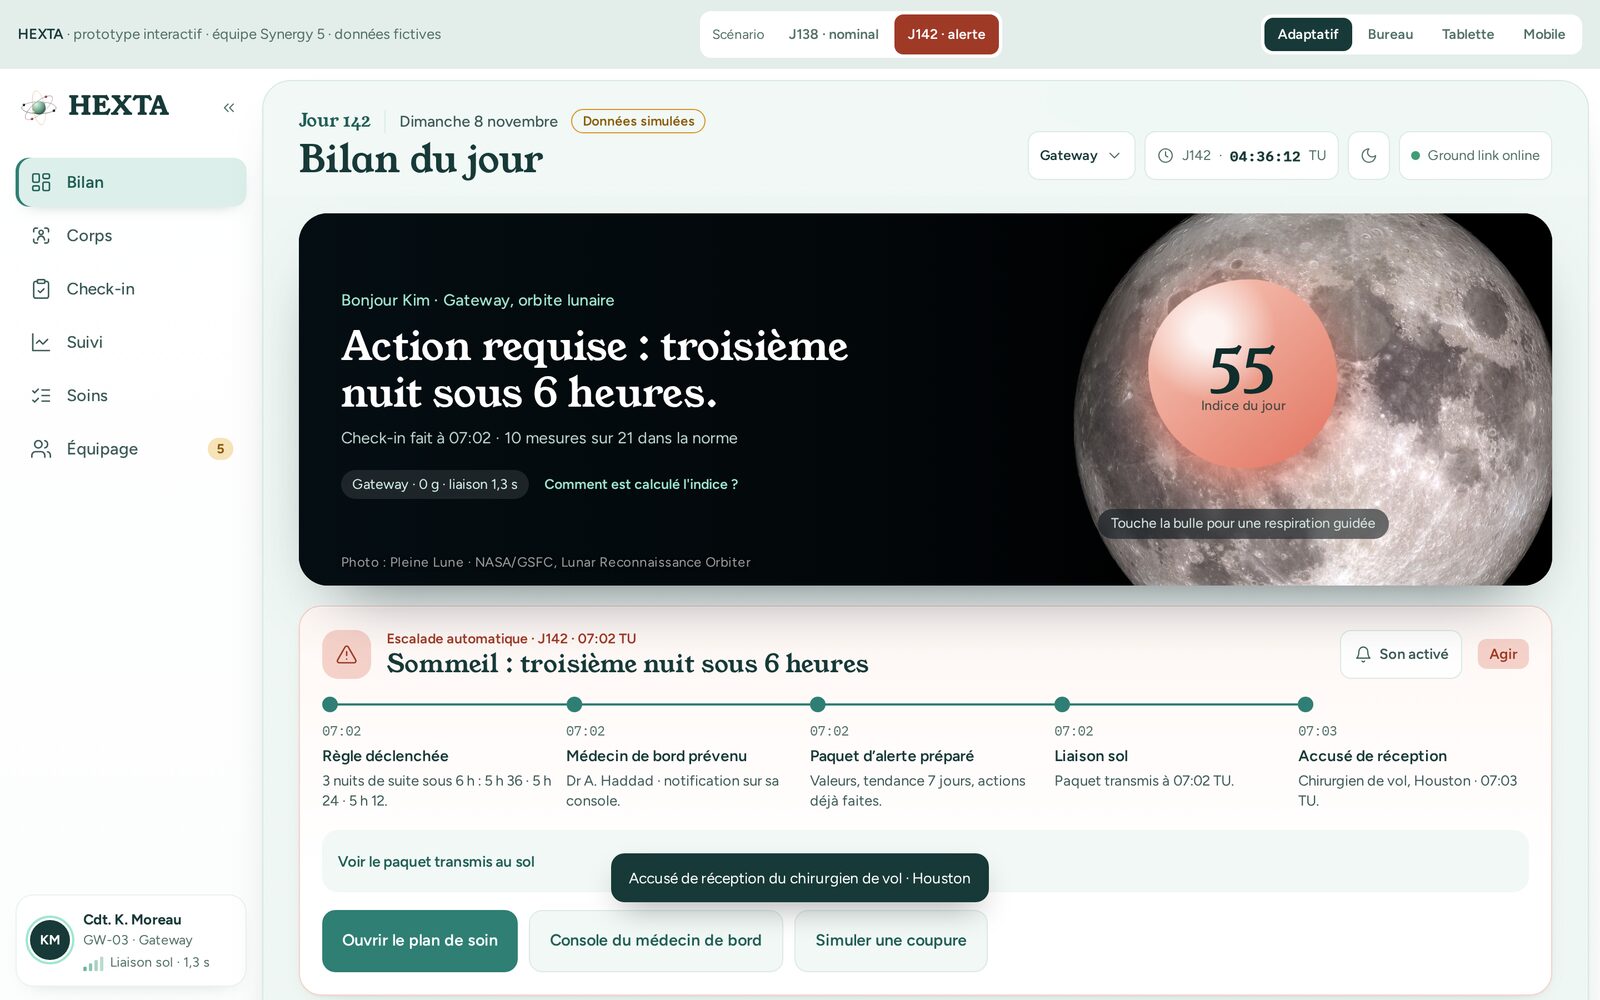 HEXTA · prototype interactif · équipe Synergy 5 · données fictives
Scénario J138 · nominal J142 · alerte
Adaptatif Bureau Tablette Mobile
HEXTA
Bilan
Corps
Check-in
Suivi
Soins
Équipage 5
Cdt. K. Moreau
KM
GW-03 · Gateway
Liaison sol · 1,3 s
Jour 142 Dimanche 8 novembre Données simulées
Bilan du jour
Gateway J142 · 04:36:12 TU Ground link online
Bonjour Kim · Gateway, orbite lunaire
Action requise : troisième
nuit sous 6 heures.
Check-in fait à 07:02 · 10 mesures sur 21 dans la norme
Gateway · 0 g · liaison 1,3 s Comment est calculé l'indice ?
Photo : Pleine Lune · NASA/GSFC, Lunar Reconnaissance Orbiter
55
Indice du jour
Touche la bulle pour une respiration guidée
Escalade automatique · J142 · 07:02 TU
Sommeil : troisième nuit sous 6 heures
Son activé Agir
07:02
Règle déclenchée
3 nuits de suite sous 6 h : 5 h 36 · 5 h
24 · 5 h 12.
07:02
Médecin de bord prévenu
Dr A. Haddad · notification sur sa
console.
07:02
Paquet d’alerte préparé
Valeurs, tendance 7 jours, actions
déjà faites.
07:02
Liaison sol
Paquet transmis à 07:02 TU.
07:03
Accusé de réception
Chirurgien de vol, Houston · 07:03
TU.
Voir le paquet transmis au sol
Accusé de réception du chirurgien de vol · Houston
Ouvrir le plan de soin Console du médecin de bord Simuler une coupure